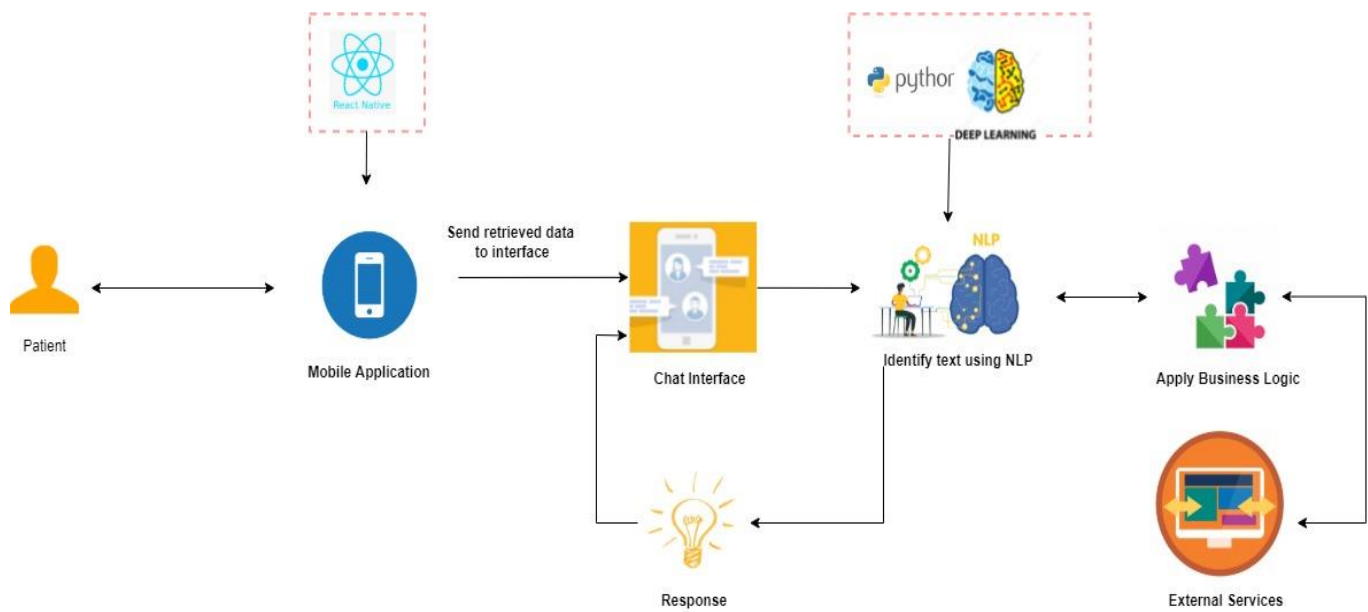 React Native
pythor
DEEP LEARNING
Send retrieved data
to interface
NLP
Patient
Mobile Application
Chat Interface
Identify text using NLP
Apply Business Logic
Response
External Services